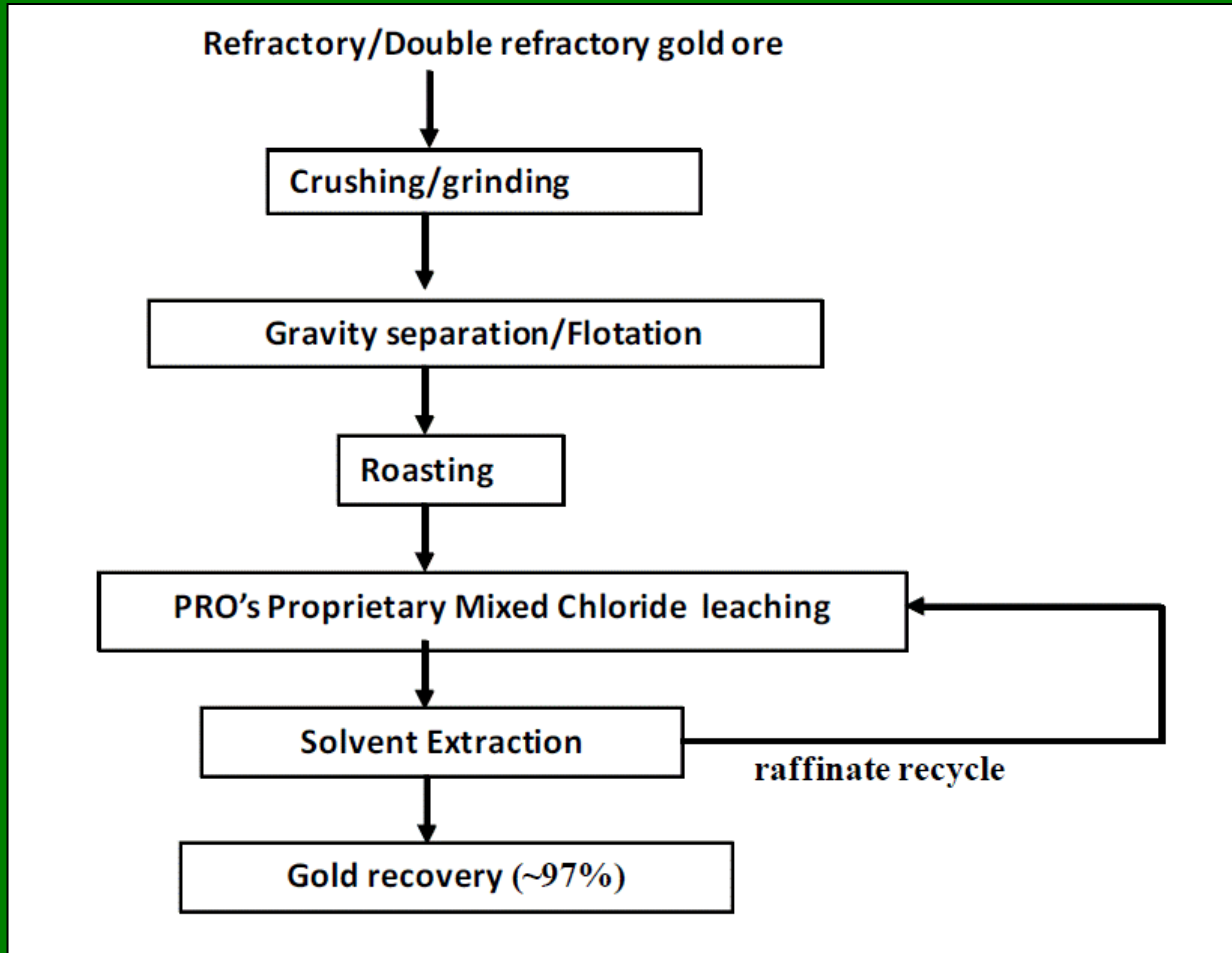 Refractory/Double refractory gold ore
Crushing/grinding
Gravity separation/Flotation
Roasting
PRO's Proprietary Mixed Chloride leaching
Solvent Extraction
raffinate recycle
Gold recovery (~97%)